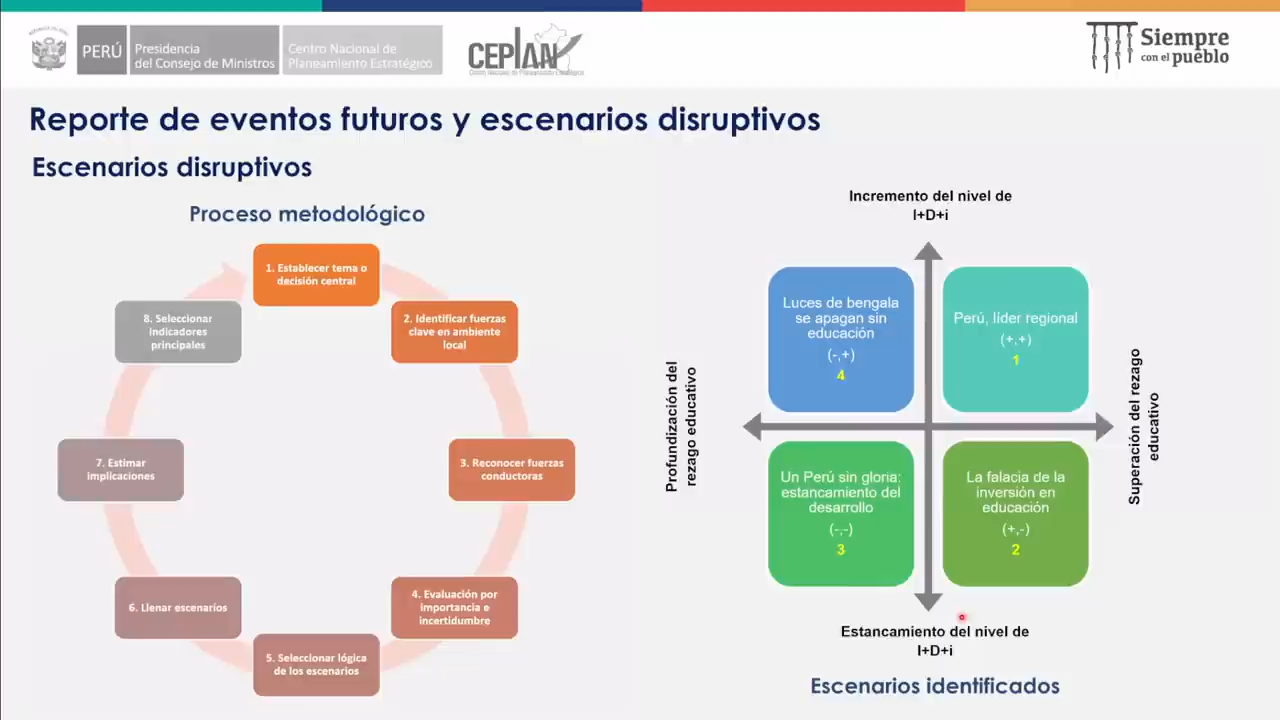 PERÚ
Presidencia
del Consejo de Ministros
Centro Nacional de
Planeamiento Estratégico
CEPLAN
Centro Nacional de Planeamiento Estratégico
Siempre
con el pueblo
Reporte de eventos futuros y escenarios disruptivos
Escenarios disruptivos
Proceso metodológico
1. Establecer tema o
decisión central
2. Identificar fuerzas
clave en ambiente
local
3. Reconocer fuerzas
conductoras
4. Evaluación por
importancia e
incertidumbre
5. Seleccionar lógica
de los escenarios
6. Llenar escenarios
7. Estimar
implicaciones
8. Seleccionar
indicadores
principales
Incremento del nivel de
I+D+i
Luces de bengala
se apagan sin
educación
(-,+)
4
Perú, líder regional
(+,+)
1
Profundización del
rezago educativo
Superación del rezago
educativo
Un Perú sin gloria:
estancamiento del
desarrollo
(-,-)
3
La falacia de la
inversión en
educación
(+,-)
2
Estancamiento del nivel de
I+D+i
Escenarios identificados